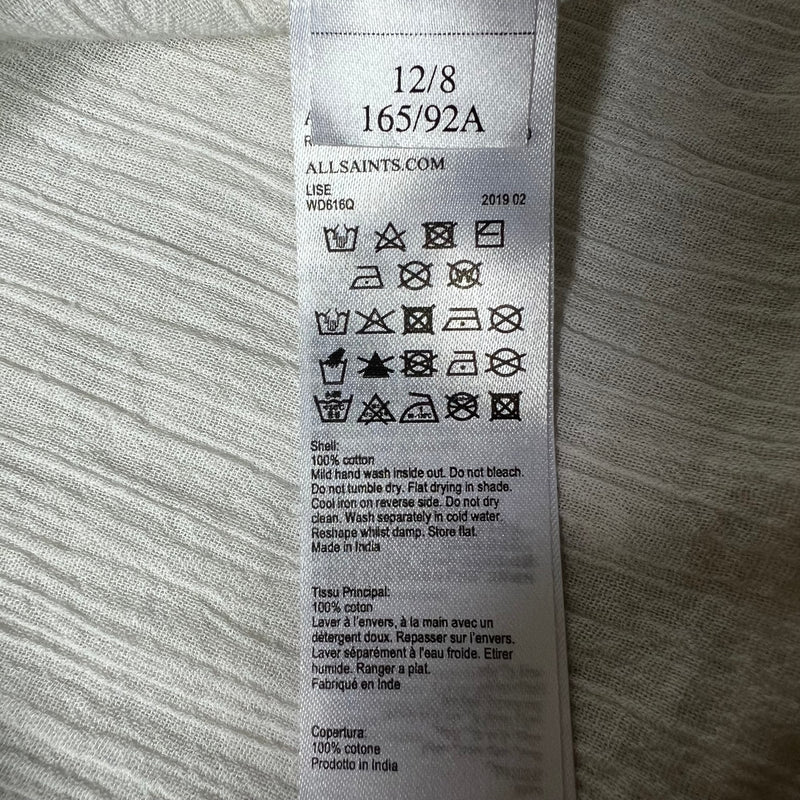 12/8
165/92A
ALLSAINTS.COM
LISE
WD616Q 2019 02
Shell:
100% cotton
Mild hand wash inside out. Do not bleach.
Do not tumble dry. Flat drying in shade.
Cool iron on reverse side. Do not dry
clean. Wash separately in cold water.
Reshape whilst damp. Store flat.
Made in India
Tissu Principal:
100% coton
Laver à l'envers, à la main avec un
détergent doux. Repasser sur l'envers.
Laver séparément à l'eau froide. Etirer
humide. Ranger a plat.
Fabriqué en Inde
Copertura:
100% cotone
Prodotto in India